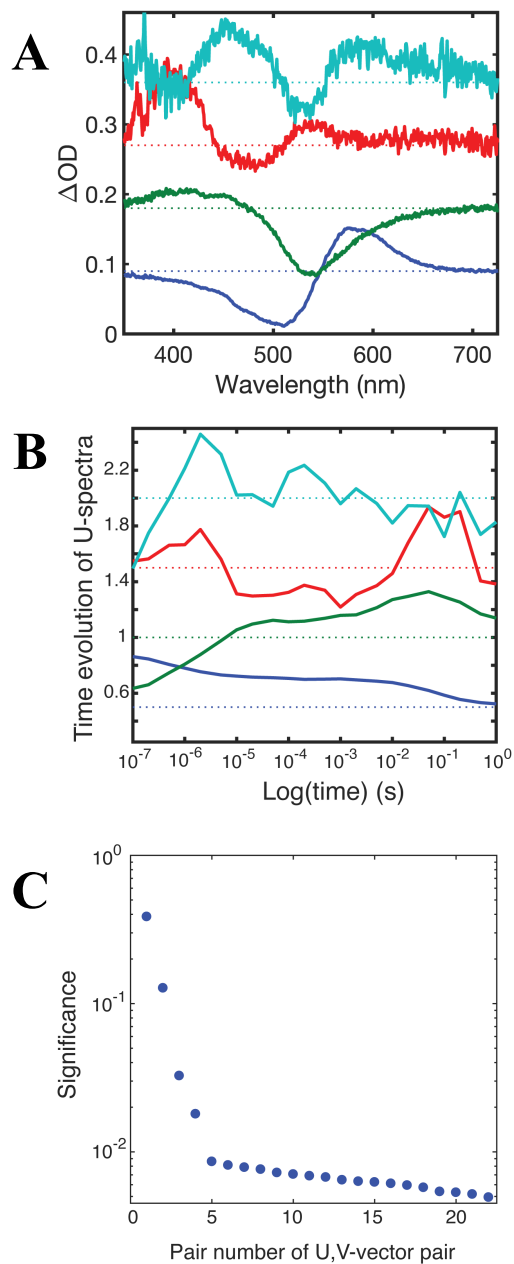 A
0.4
0.3
0.2
0.1
0
ΔOD
400 500 600 700
Wavelength (nm)
B
2.2
1.8
1.4
1
0.6
Time evolution of U-spectra
10-7 10-6 10-5 10-4 10-3 10-2 10-1 100
Log(time) (s)
C
100
10-1
10-2
Significance
0 5 10 15 20
Pair number of U,V-vector pair